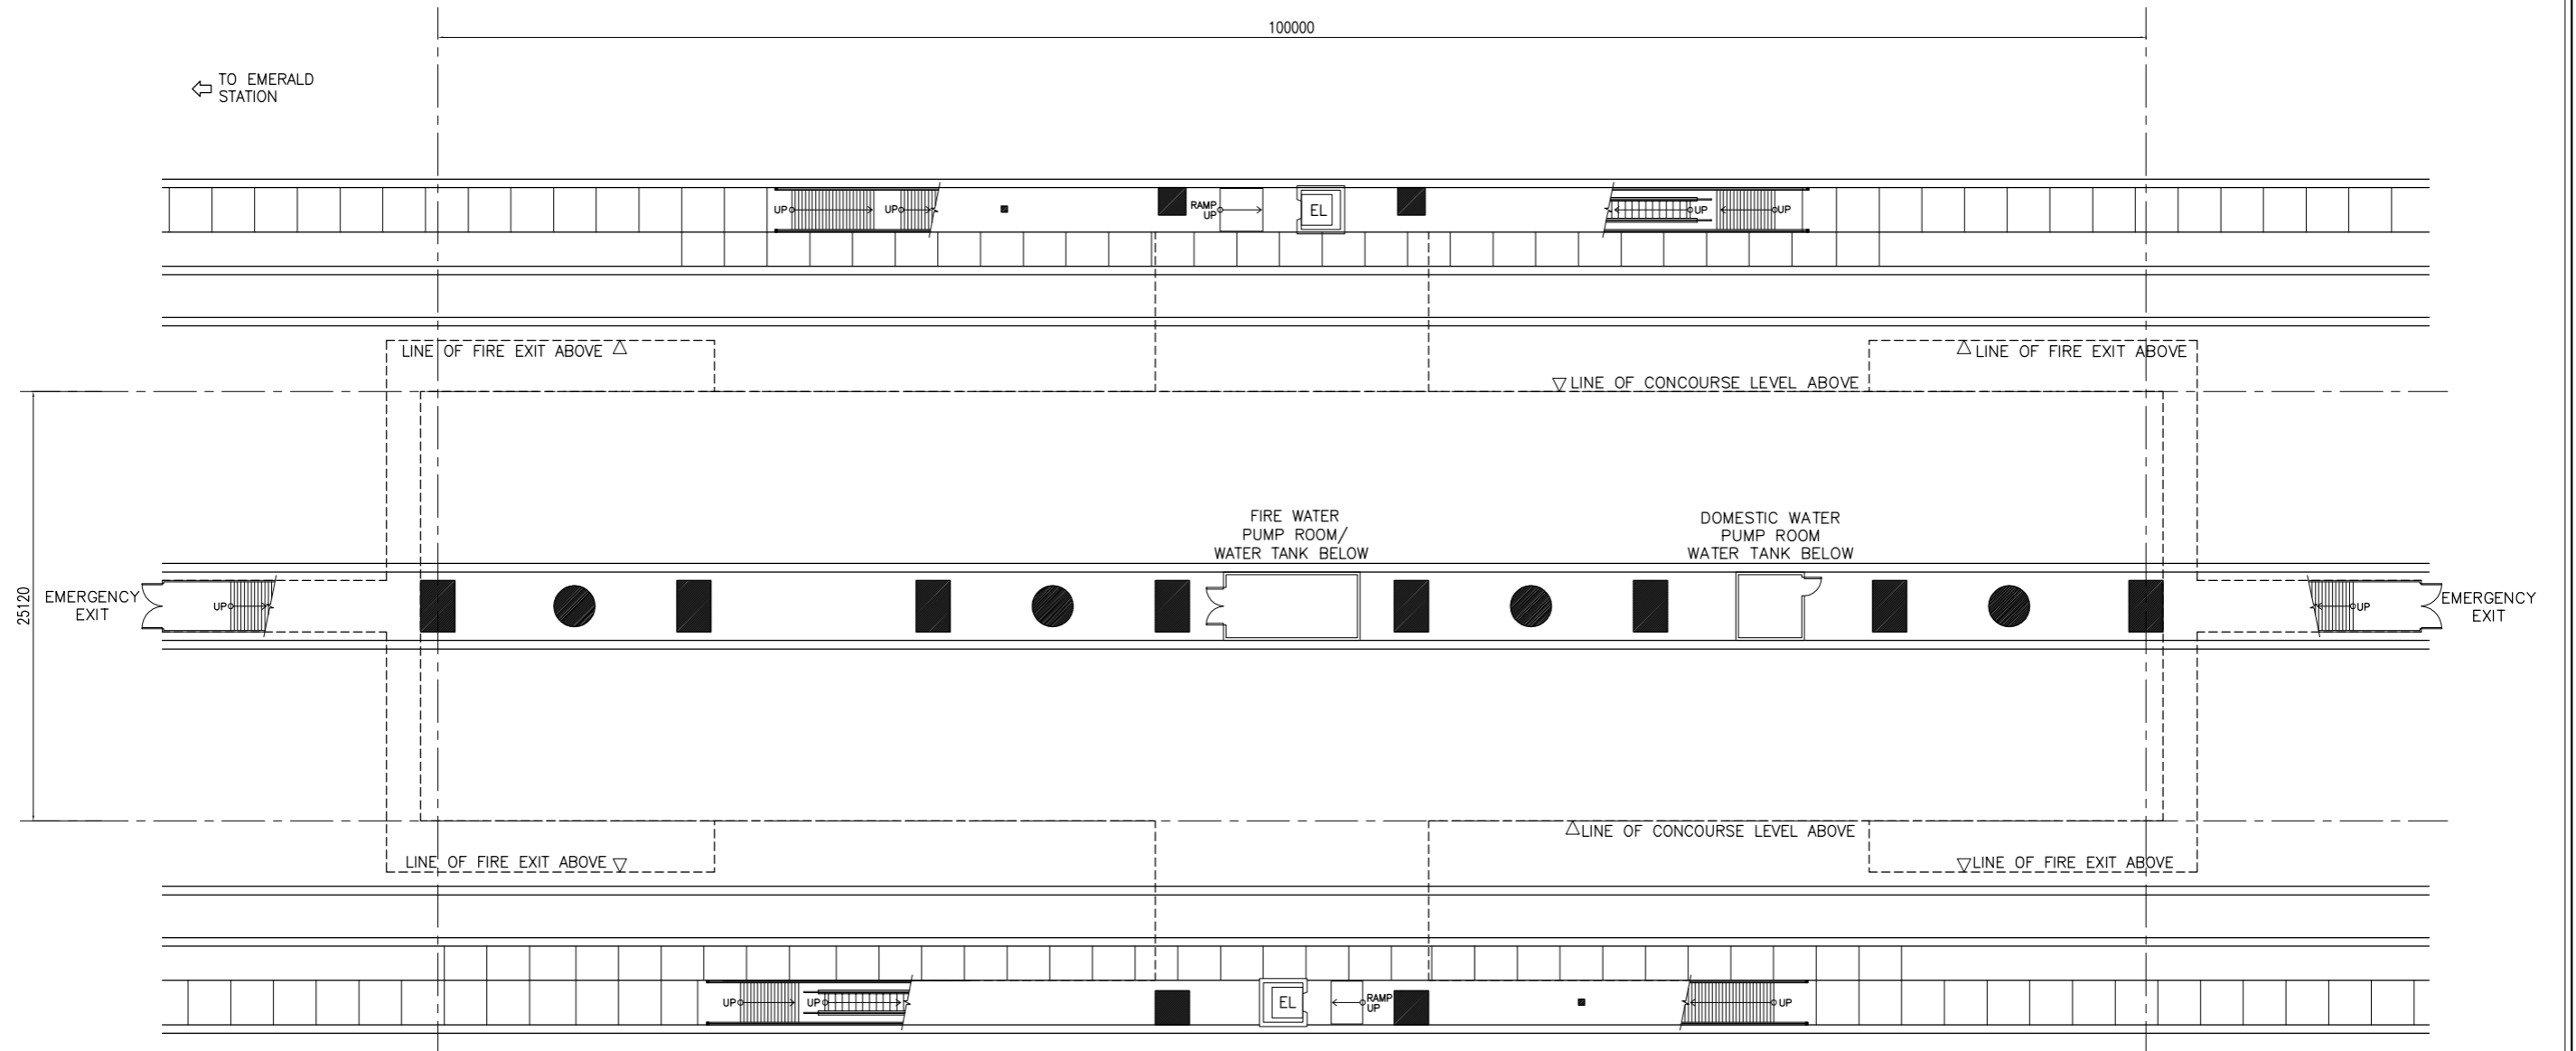 100000
TO EMERALD
STATION
UP
UP
RAMP
UP
EL
UP
UP
LINE OF FIRE EXIT ABOVE
LINE OF FIRE EXIT ABOVE
LINE OF CONCOURSE LEVEL ABOVE
FIRE WATER
PUMP ROOM/
WATER TANK BELOW
DOMESTIC WATER
PUMP ROOM
WATER TANK BELOW
25120
EMERGENCY
EXIT
UP
UP
EMERGENCY
EXIT
LINE OF CONCOURSE LEVEL ABOVE
LINE OF FIRE EXIT ABOVE
LINE OF FIRE EXIT ABOVE
UP
UP
EL
RAMP
UP
UP